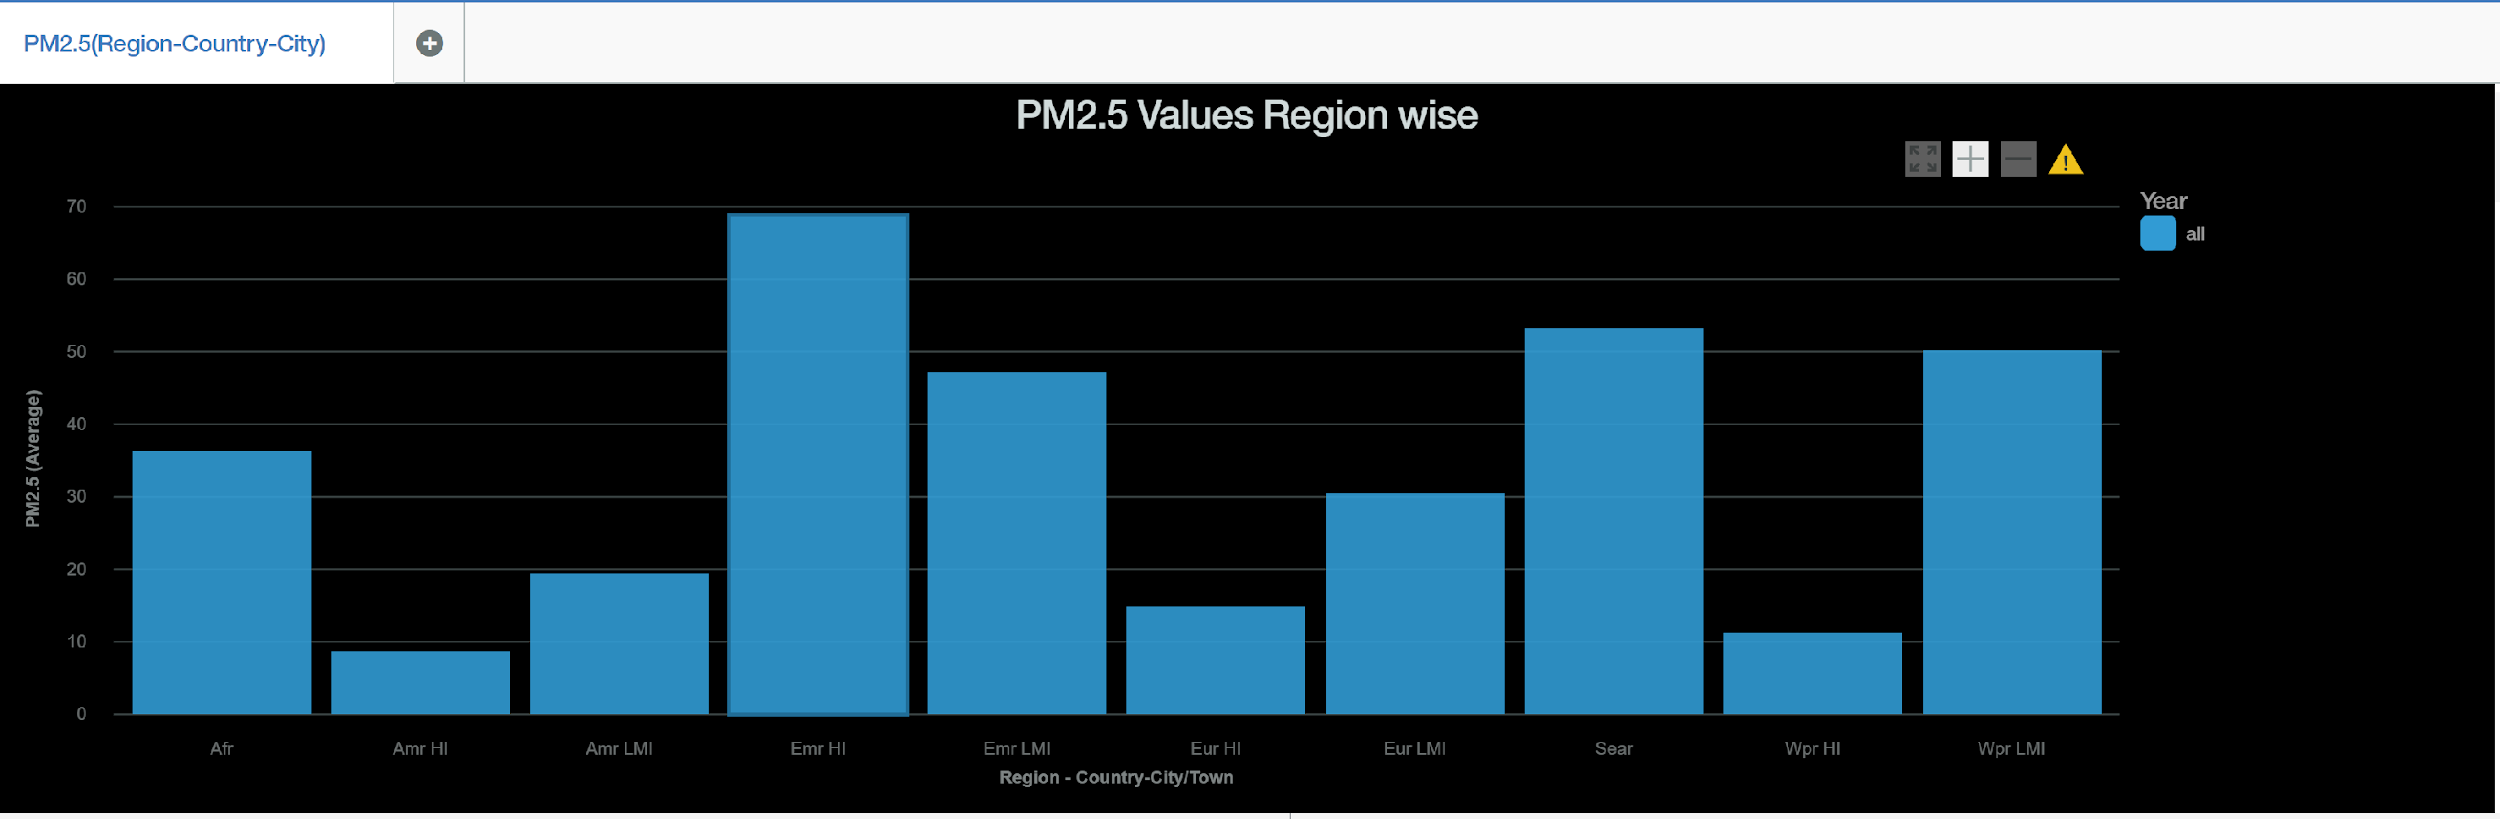 PM2.5(Region-Country-City)
PM2.5 Values Region wise
Year
all
70
60
50
40
30
20
10
0
PM2.5 (Average)
Afr Amr HI Amr LMI Emr HI Emr LMI Eur HI Eur LMI Sear Wpr HI Wpr LMI
Region - Country-City/Town